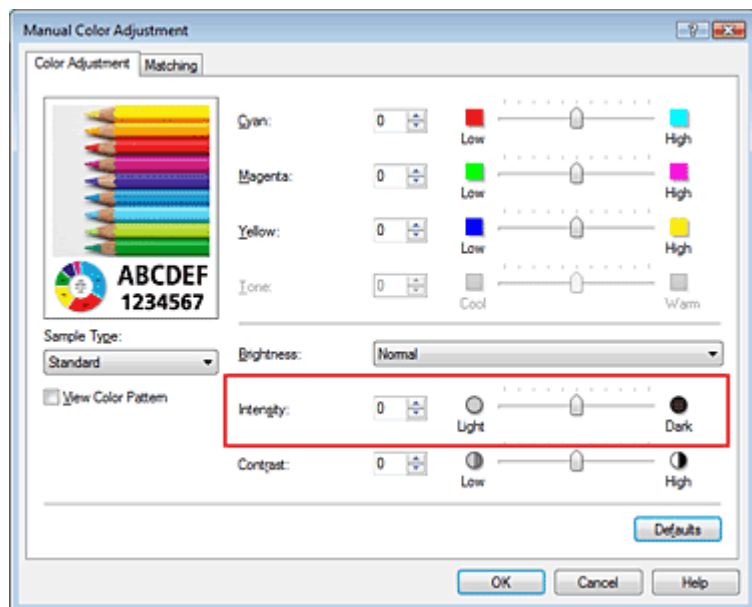 Manual Color Adjustment
Color Adjustment Matching
ABCDEF
1234567
Sample Type:
Standard
View Color Pattern
Cyan: 0 Low High
Magenta: 0 Low High
Yellow: 0 Low High
Tone: 0 Cool Warm
Brightness: Normal
Intensity: 0 Light Dark
Contrast: 0 Low High
Defaults
OK Cancel Help